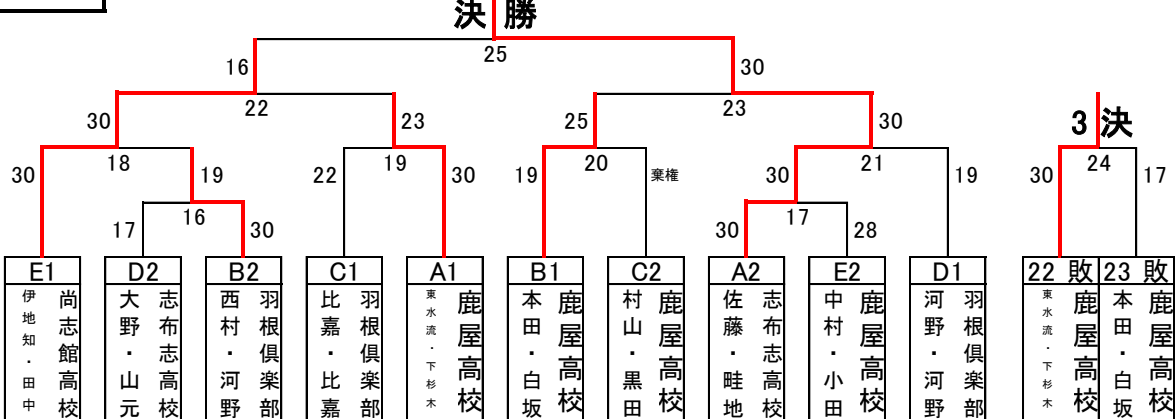 決勝
25
16
30
22
23
30
23
25
30
3決
18
19
20
21
24
30
19
22
30
19
棄権
30
19
30
17
16
17
17
30
30
28
E1
D2
B2
C1
A1
B1
C2
A2
E2
D1
22 敗
23 敗
尚志館高校
伊地知・田中
志布志高校
大野・山元
羽根倶楽部
西村・河野
羽根倶楽部
比嘉・比嘉
鹿屋高校
東水流・下杉木
鹿屋高校
本田・白坂
鹿屋高校
村山・黒田
志布志高校
佐藤・畦地
鹿屋高校
中村・小田
羽根倶楽部
河野・河野
鹿屋高校
東水流・下杉木
鹿屋高校
本田・白坂